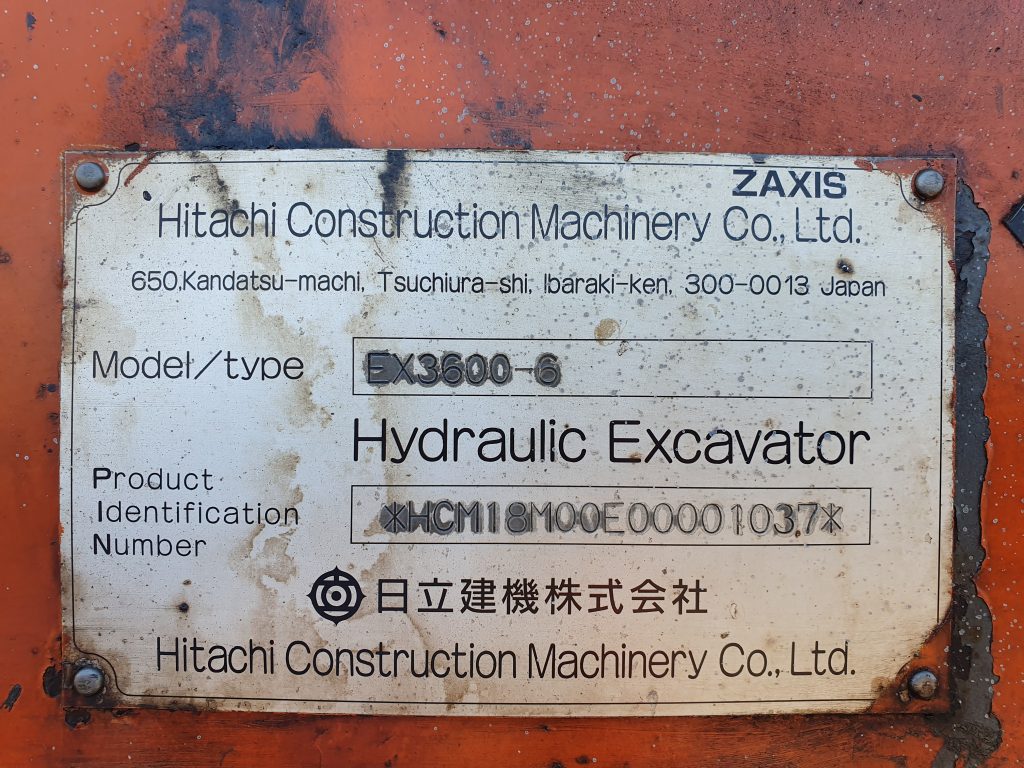 ZAXIS
Hitachi Construction Machinery Co., Ltd.
650,Kandatsu-machi, Tsuchiura-shi, Ibaraki-ken, 300-0013 Japan
Model/type EX3600-6
Hydraulic Excavator
Product
Identification
Number
*HCM18M00E00001037*
日立建機株式会社
Hitachi Construction Machinery Co., Ltd.